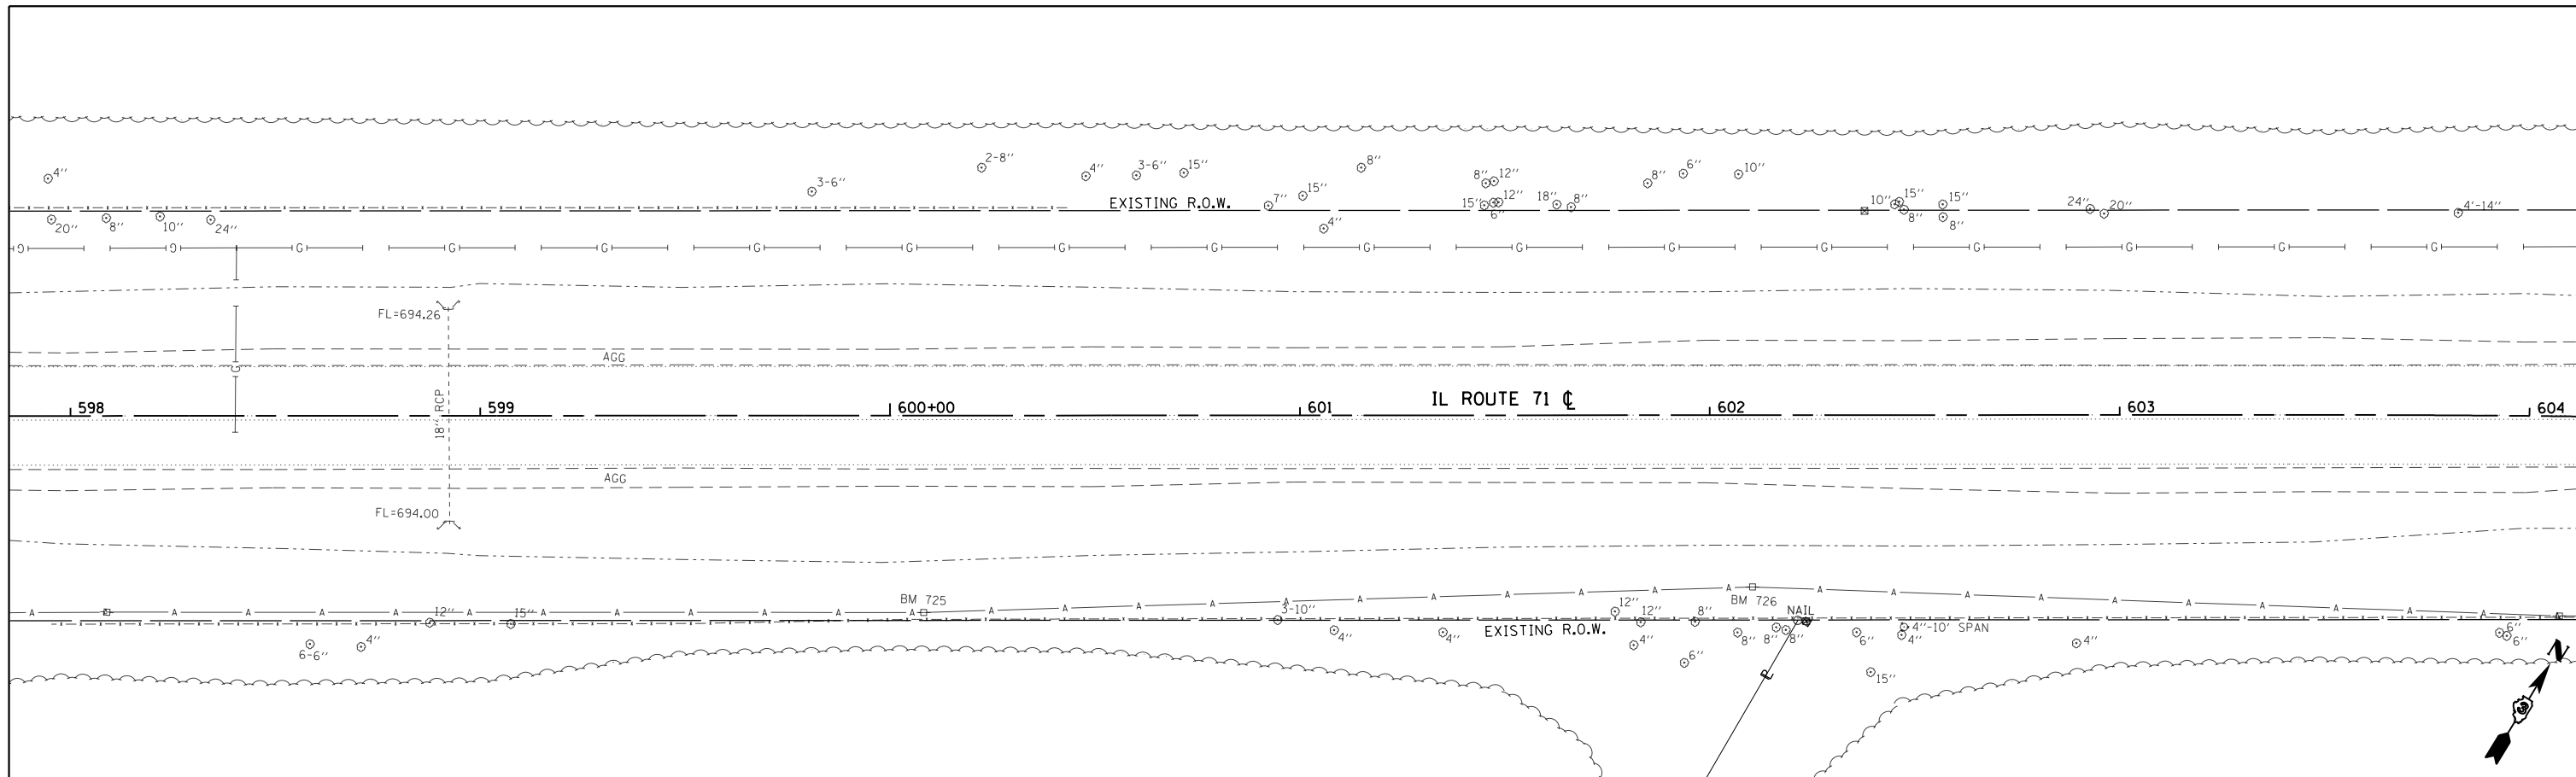 2-8''
4'' 3-6'' 15'' 8'' 8'' 12'' 8'' 6'' 10''
4''
3-6''
EXISTING R.O.W.
7'' 15'' 15'' 12'' 18'' 8'' 10'' 15'' 15'' 24'' 20'' 4'-14''
6'' 8'' 8''
20'' 8'' 10'' 24'' 4''
G G G G G G G G G G G G G G G G G
FL=694.26
AGG
G
18'' RCP
598 599 600+00 601 IL ROUTE 71 ℄ 602 603 604
AGG
FL=694.00
BM 725
BM 726
A A A A A A A A A A A A A A A A A A A A A A A A A A A A A A A A A A
12'' 15'' 3-10'' 12'' 12'' 8'' NAIL
EXISTING R.O.W.
4'' 4'' 4'' 8'' 8'' 8'' 6'' 4''-10' SPAN
4'' 4'' 6'' 6''
6-6'' 4'' 6'' 15''
P
N
3